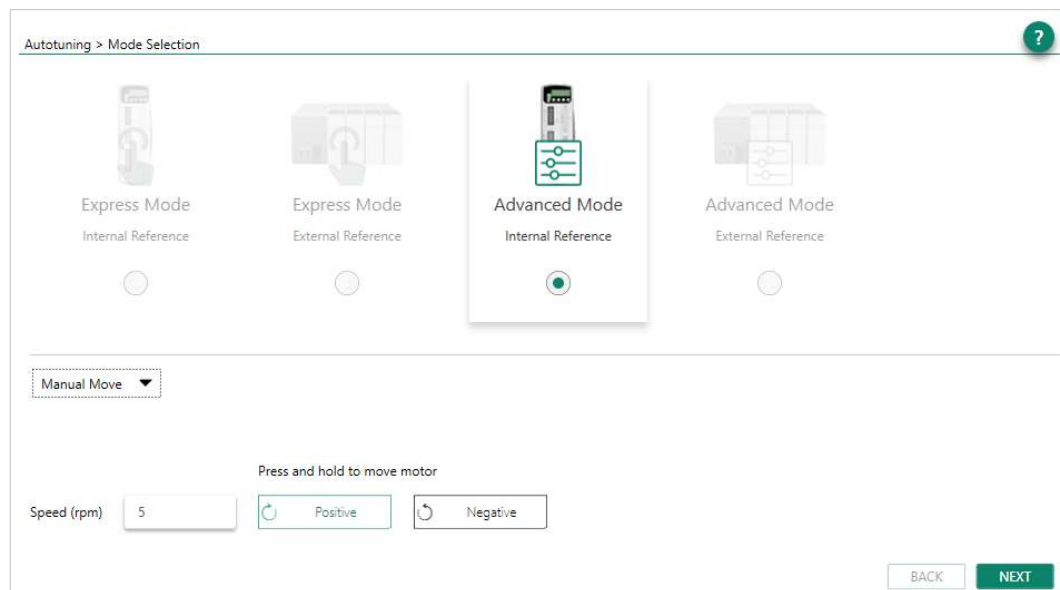 Autotuning > Mode Selection
?
Express Mode
Internal Reference
Express Mode
External Reference
Advanced Mode
Internal Reference
Advanced Mode
External Reference
Manual Move
Press and hold to move motor
Speed (rpm) 5 Positive Negative
BACK NEXT